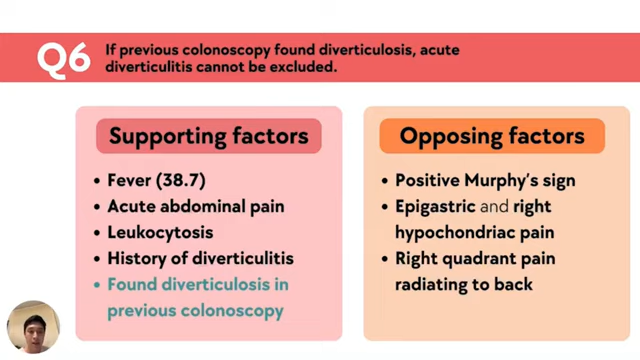 Q6
If previous colonoscopy found diverticulosis, acute
diverticulitis cannot be excluded.
Supporting factors
• Fever (38.7)
• Acute abdominal pain
• Leukocytosis
• History of diverticulitis
• Found diverticulosis in
previous colonoscopy
Opposing factors
• Positive Murphy's sign
• Epigastric and right
hypochondriac pain
• Right quadrant pain
radiating to back